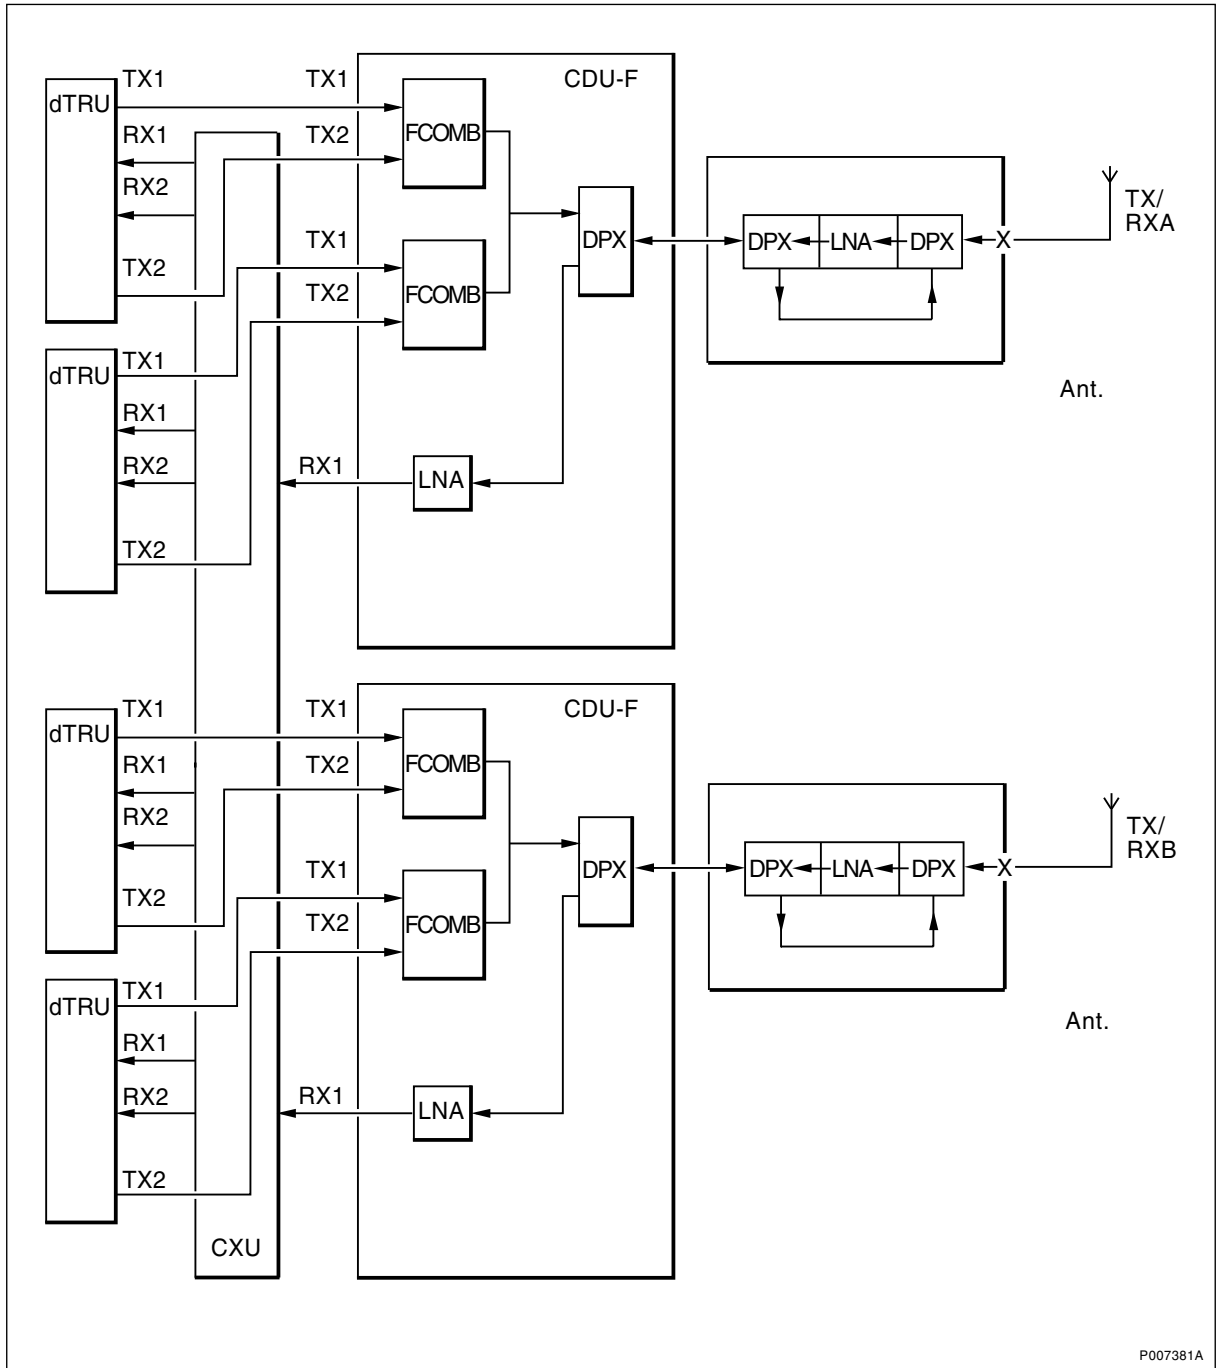 TX1
TX1
CDU-F
dTRU
FCOMB
RX1
TX2
RX2
TX/
RXA
TX1
DPX
DPX
LNA
DPX
X
TX2
TX2
FCOMB
TX1
dTRU
Ant.
RX1
RX2
RX1
LNA
TX2
TX1
TX1
CDU-F
dTRU
FCOMB
RX1
TX2
RX2
TX/
RXB
TX1
DPX
DPX
LNA
DPX
X
TX2
TX2
FCOMB
TX1
dTRU
Ant.
RX1
RX2
RX1
LNA
TX2
CXU
P007381A